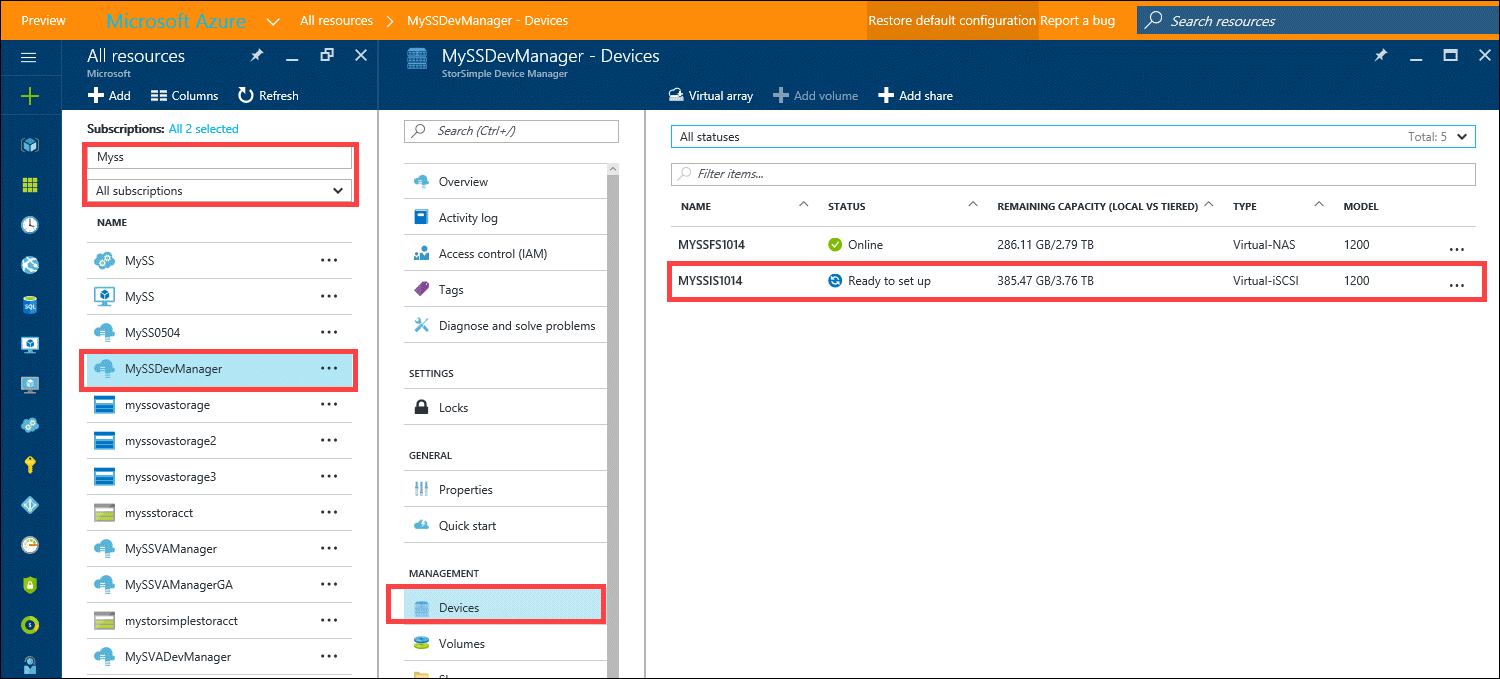 Preview Microsoft Azure All resources MySSDevManager - Devices Restore default configuration Report a bug Search resources
All resources
Microsoft
Add Columns Refresh
Subscriptions: All 2 selected
Myss
All subscriptions
NAME
MySS
MySS
MySS0504
MySSDevManager
myssovastorage
myssovastorage2
myssovastorage3
myssstoracct
MySSVAManager
MySSVAManagerGA
mystorsimplestoracct
MySVADevManager
MySSDevManager - Devices
StorSimple Device Manager
Virtual array Add volume Add share
Search (Ctrl+/)
Overview
Activity log
Access control (IAM)
Tags
Diagnose and solve problems
SETTINGS
Locks
GENERAL
Properties
Quick start
MANAGEMENT
Devices
Volumes
All statuses Total: 5
Filter items...
NAME STATUS REMAINING CAPACITY (LOCAL VS TIERED) TYPE MODEL
MYSSFS1014 Online 286.11 GB/2.79 TB Virtual-NAS 1200 ...
MYSSIS1014 Ready to set up 385.47 GB/3.76 TB Virtual-iSCSI 1200 ...